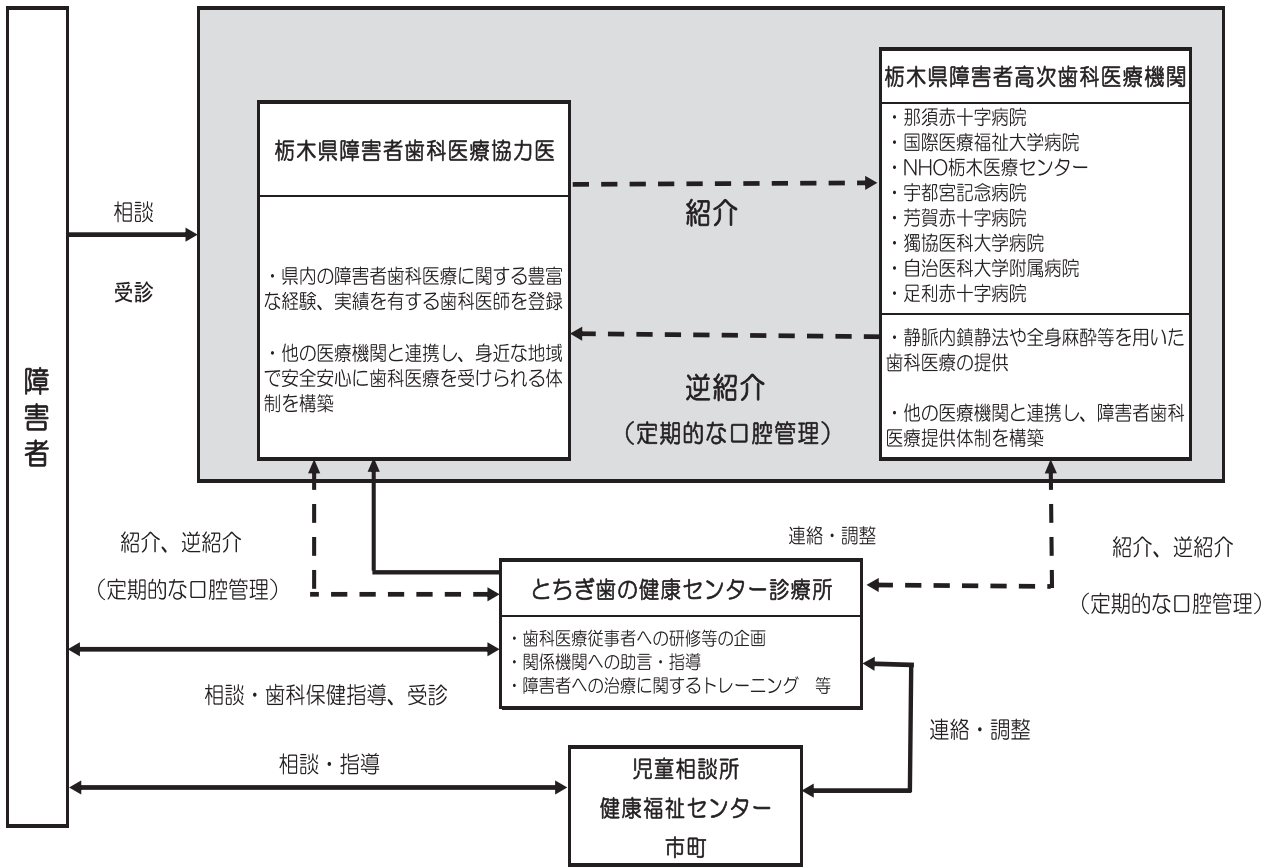 障害者
相談
受診
栃木県障害者歯科医療協力医
・県内の障害者歯科医療に関する豊富
な経験、実績を有する歯科医師を登録
・他の医療機関と連携し、身近な地域
で安全安心に歯科医療を受けられる体
制を構築
紹介
逆紹介
（定期的な口腔管理）
栃木県障害者高次歯科医療機関
・那須赤十字病院
・国際医療福祉大学病院
・NHO栃木医療センター
・宇都宮記念病院
・芳賀赤十字病院
・獨協医科大学病院
・自治医科大学附属病院
・足利赤十字病院
・静脈内鎮静法や全身麻酔等を用いた
歯科医療の提供
・他の医療機関と連携し、障害者歯科
医療提供体制を構築
紹介、逆紹介
（定期的な口腔管理）
連絡・調整
紹介、逆紹介
（定期的な口腔管理）
とちぎ歯の健康センター診療所
・歯科医療従事者への研修等の企画
・関係機関への助言・指導
・障害者への治療に関するトレーニング　等
相談・歯科保健指導、受診
連絡・調整
相談・指導
児童相談所
健康福祉センター
市町